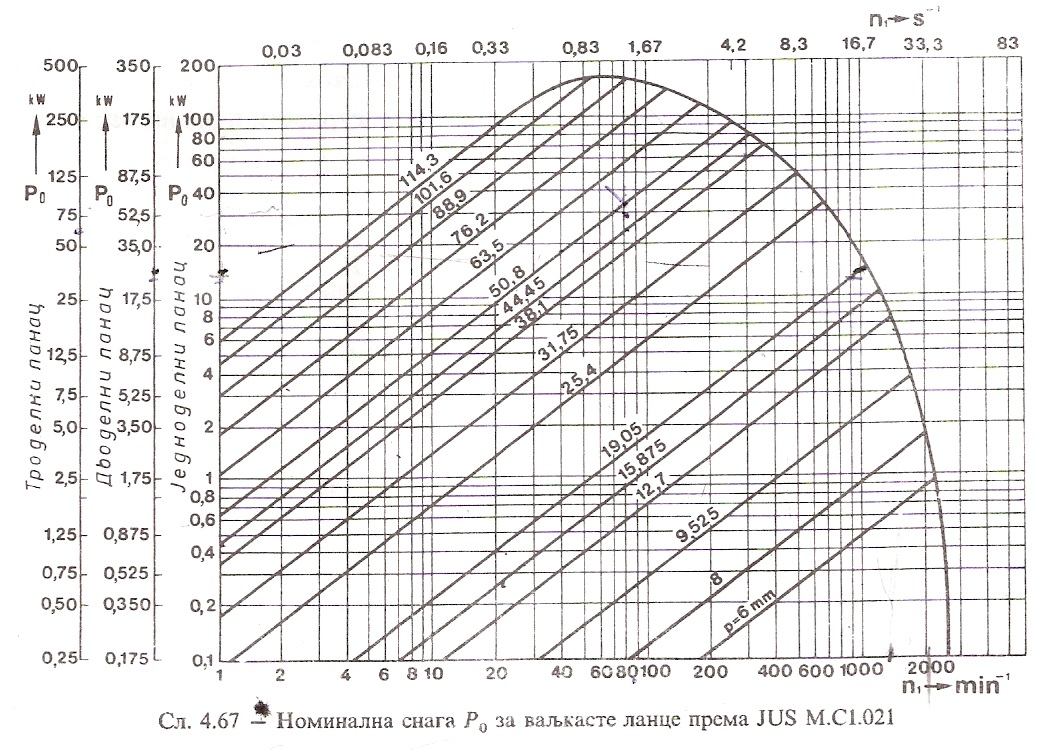 n₁→s⁻¹
0,03 0,083 0,16 0,33 0,83 1,67 4,2 8,3 16,7 33,3 83
500 350 200
kW kW kW
250 175 100
80
60
125 87,5
P₀ P₀ P₀ 40
75 52,5
50 35,0 20
25 17,5 10
8
6
12,5 8,75
4
7,5 5,25
5,0 3,50 2
2,5 1,75 1
0,8
0,6
1,25 0,875
0,4
0,75 0,525
0,50 0,350 0,2
0,25 0,175 0,1
Троделни ланац
Дводелни ланац
Једноделни ланац
114,3
101,6
88,9
76,2
63,5
50,8
44,45
38,1
31,75
25,4
19,05
15,875
12,7
9,525
8
p=6 mm
1 2 4 6 8 10 20 40 60 80 100 200 400 600 1000 2000
n₁→min⁻¹
Сл. 4.67 — Номинална снага P₀ за ваљкасте ланце према JUS M.C1.021